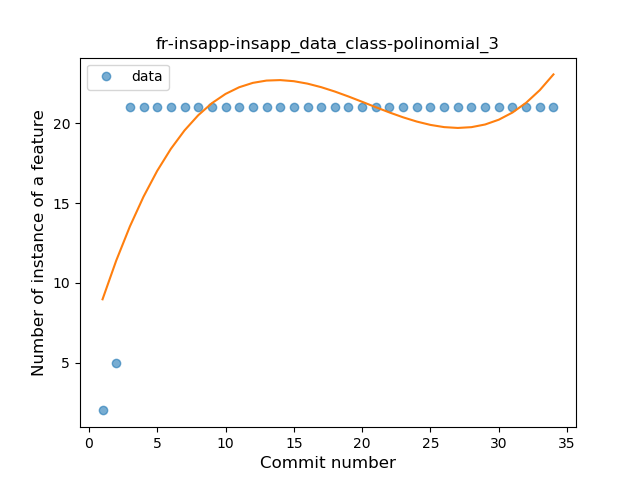 fr-insapp-insapp_data_class-polinomial_3
data
Number of instance of a feature
20
15
10
5
0 5 10 15 20 25 30 35
Commit number